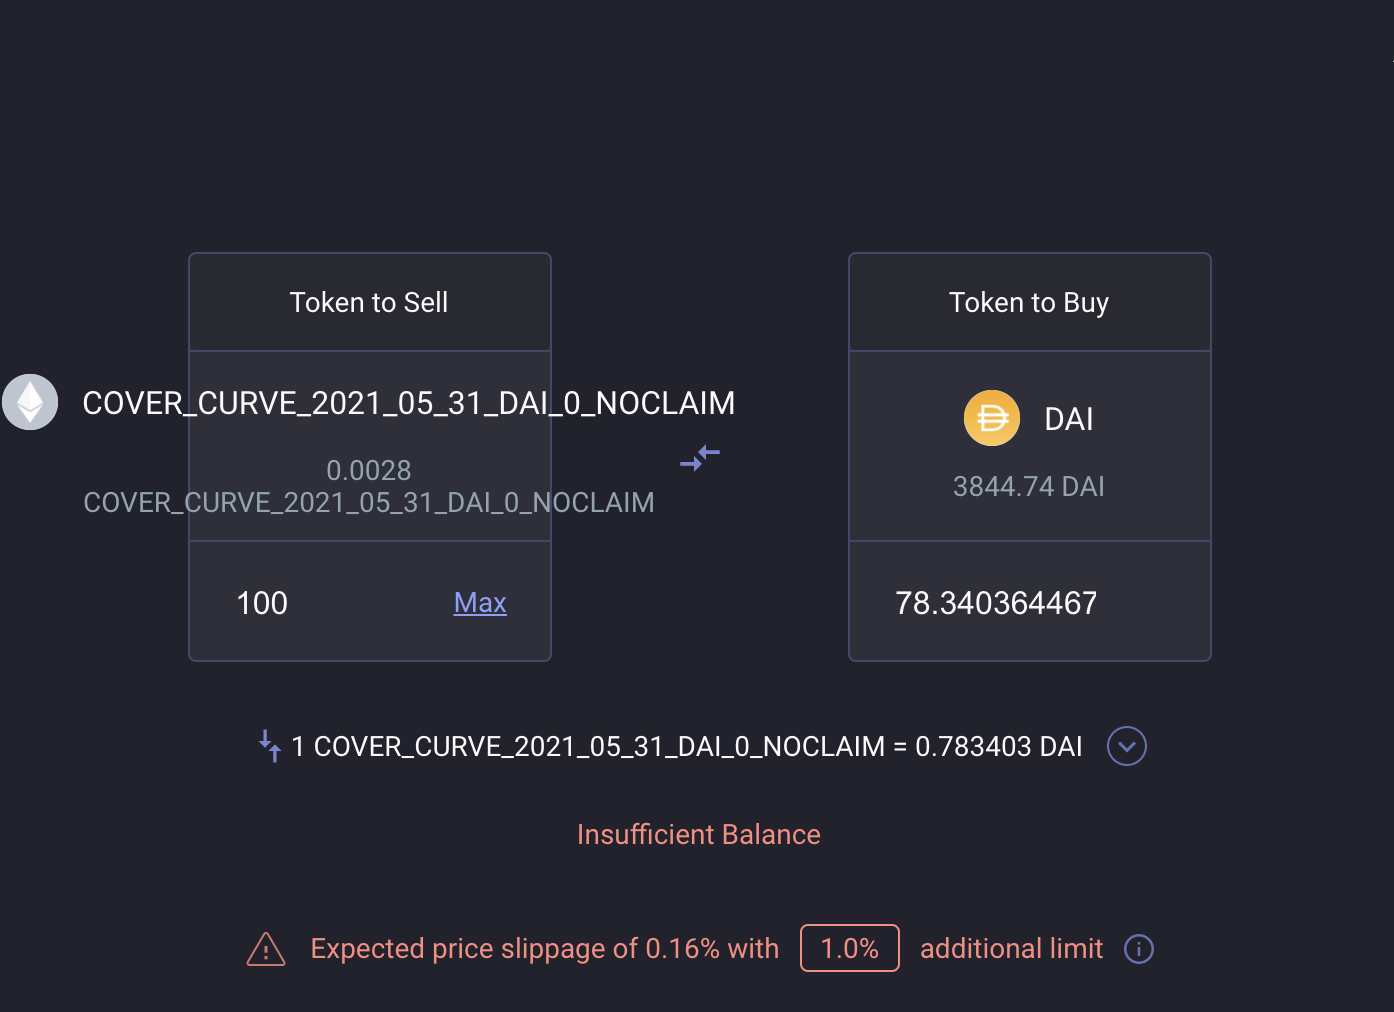 Token to Sell
Token to Buy
COVER_CURVE_2021_05_31_DAI_0_NOCLAIM
DAI
0.0028
COVER_CURVE_2021_05_31_DAI_0_NOCLAIM
3844.74 DAI
100
Max
78.340364467
1 COVER_CURVE_2021_05_31_DAI_0_NOCLAIM = 0.783403 DAI
Insufficient Balance
Expected price slippage of 0.16% with 1.0% additional limit